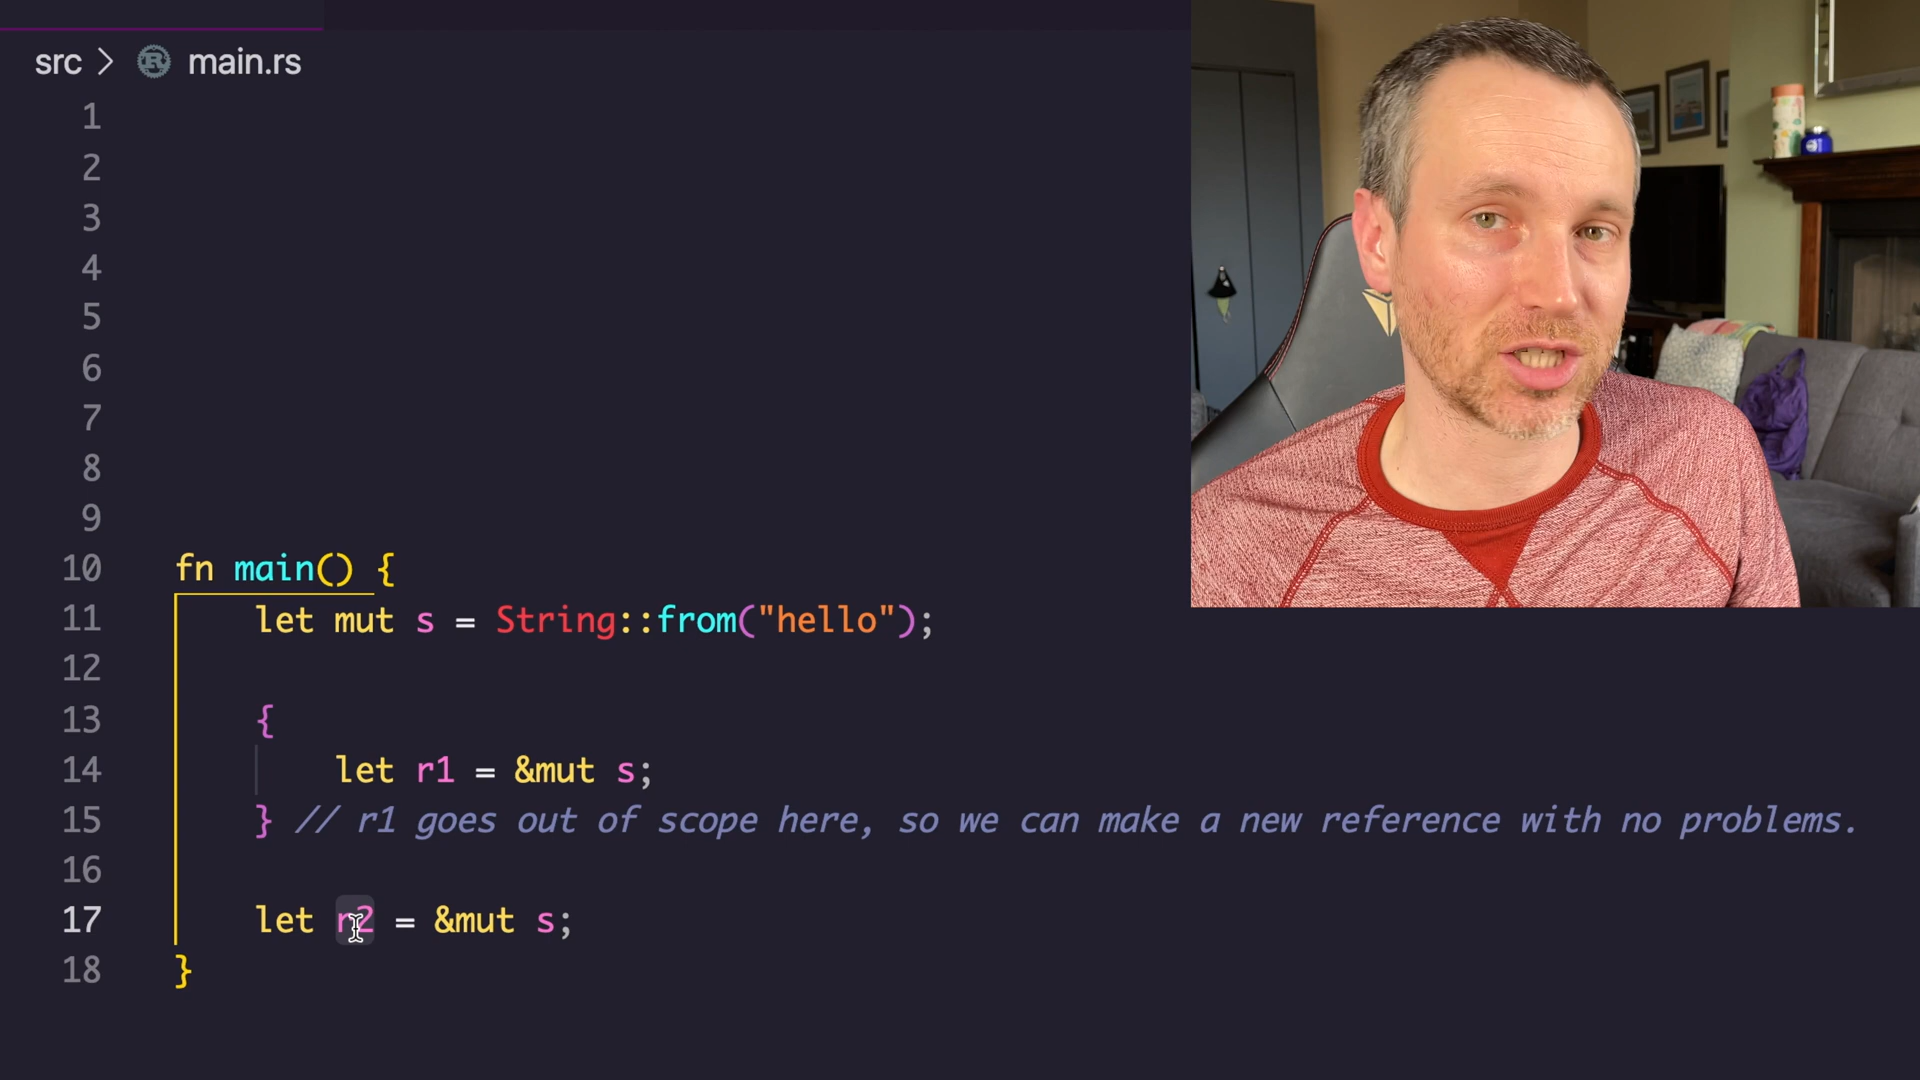 src > main.rs
1
2
3
4
5
6
7
8
9
10 fn main() {
11 let mut s = String::from("hello");
12
13 {
14 let r1 = &mut s;
15 } // r1 goes out of scope here, so we can make a new reference with no problems.
16
17 let r2 = &mut s;
18 }